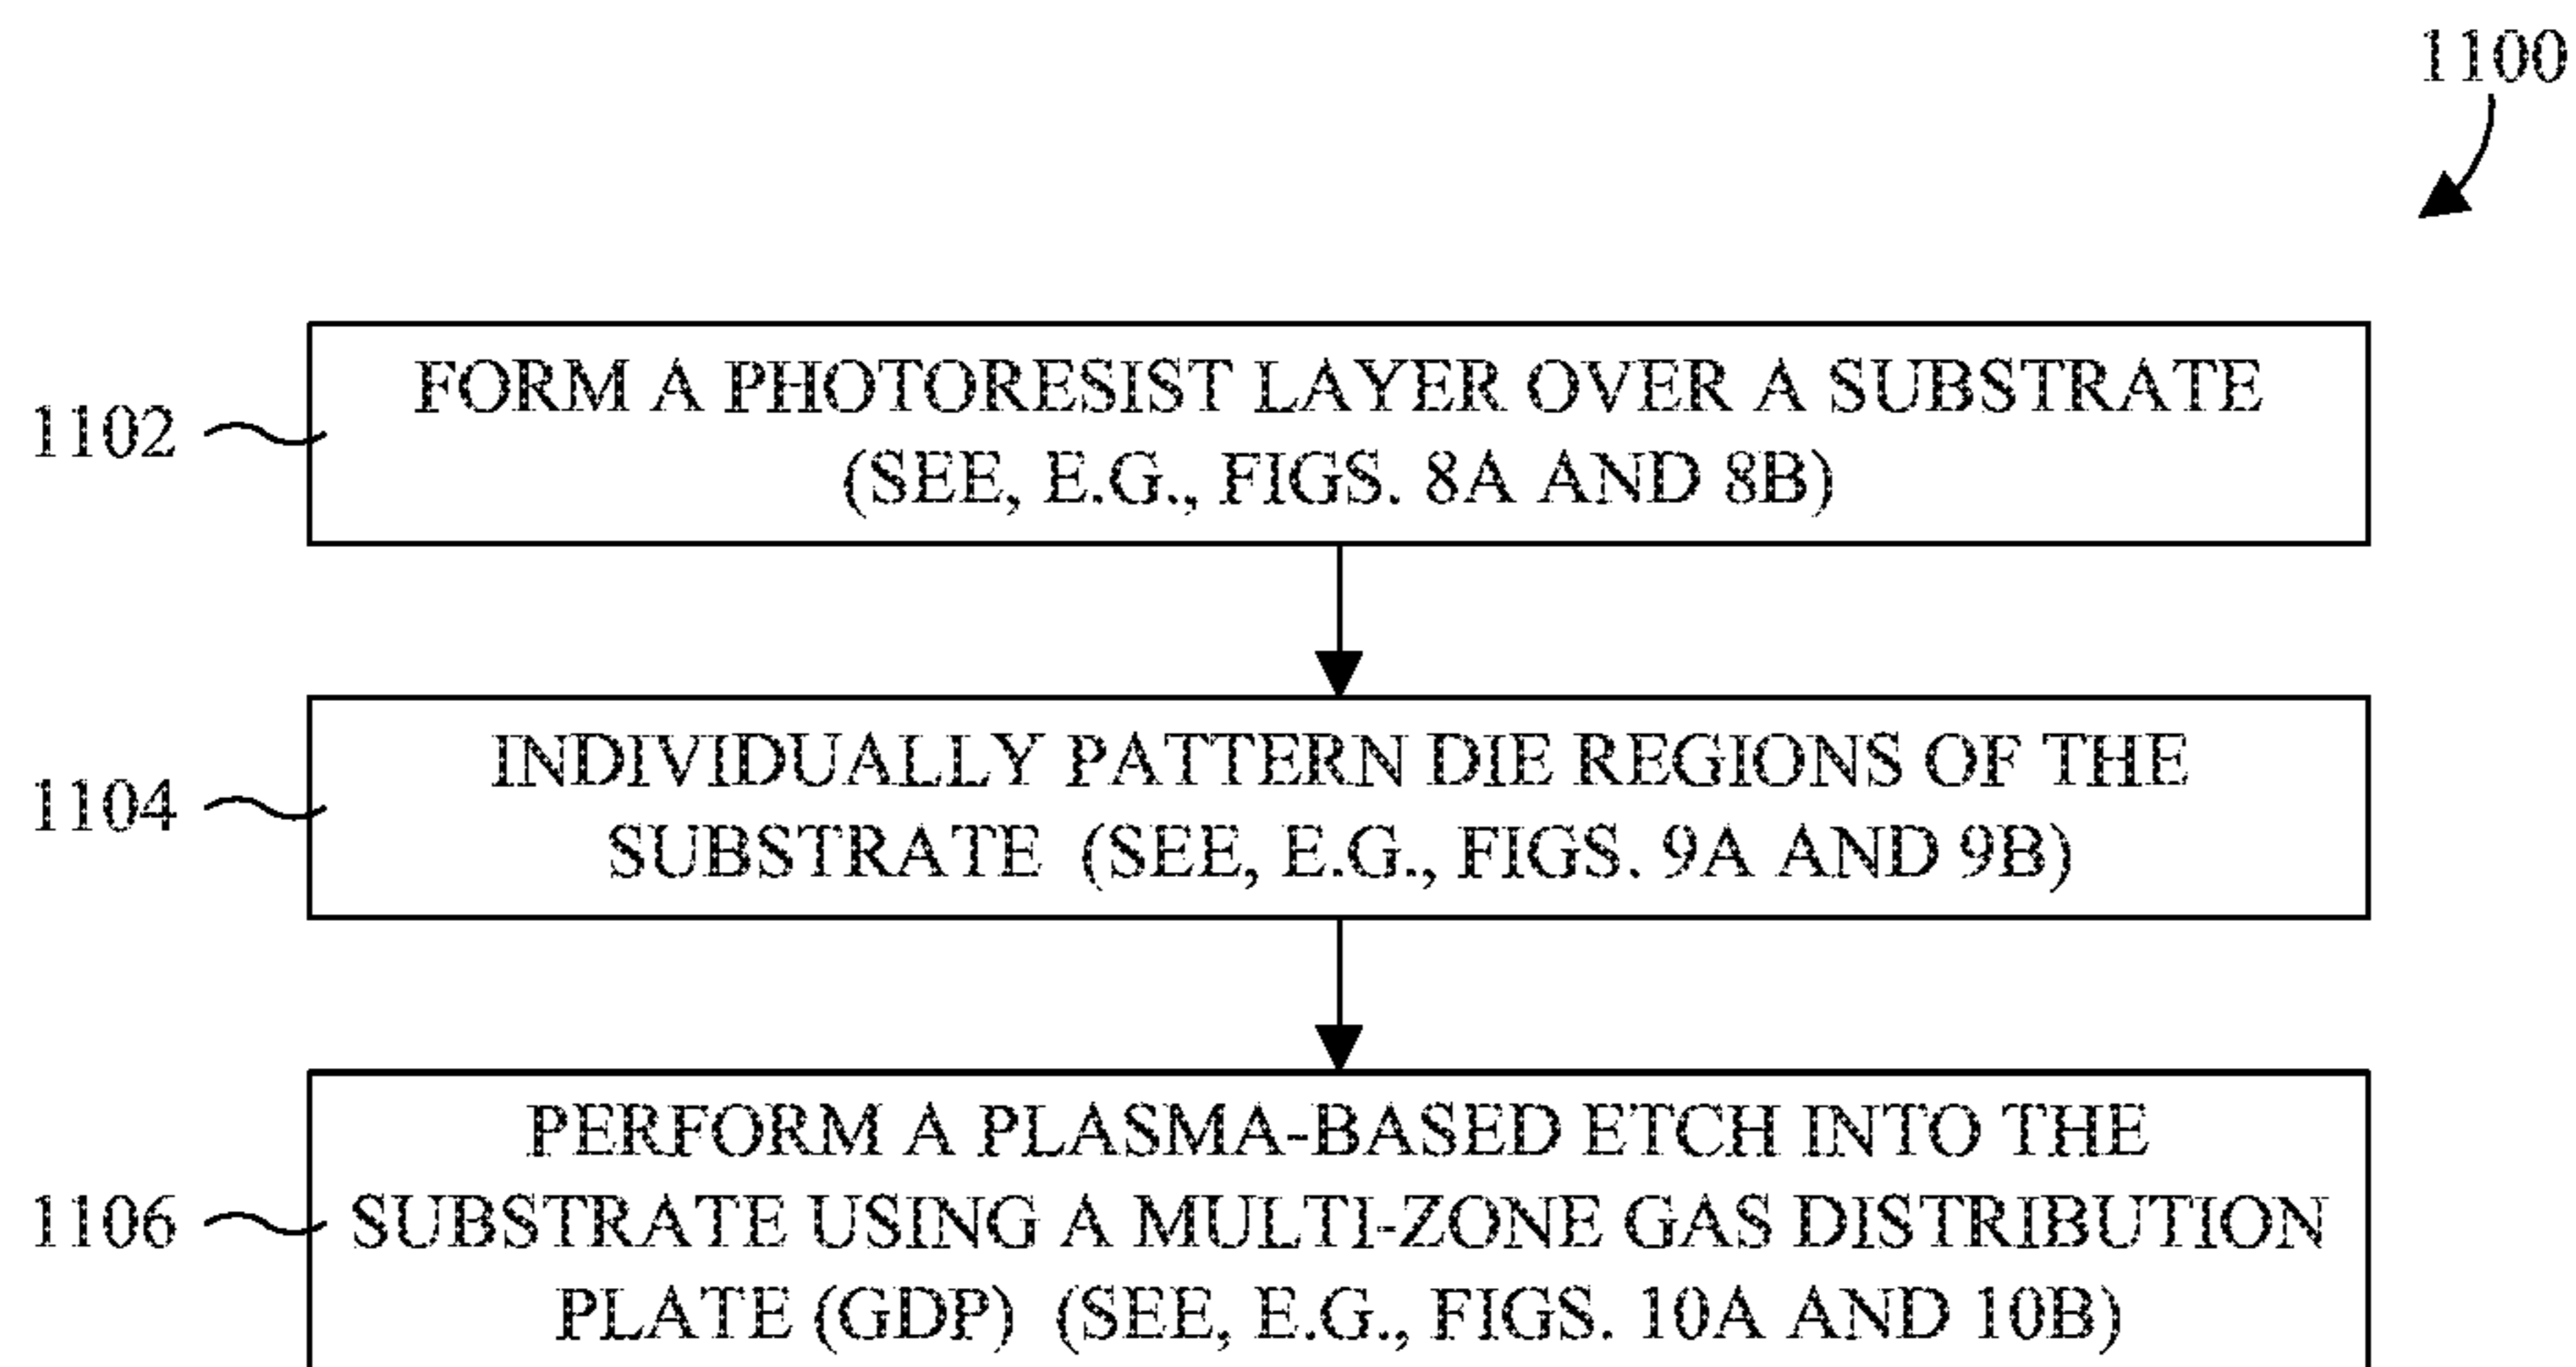 1100
1102
FORM A PHOTORESIST LAYER OVER A SUBSTRATE
(SEE, E.G., FIGS. 8A AND 8B)
1104
INDIVIDUALLY PATTERN DIE REGIONS OF THE
SUBSTRATE (SEE, E.G., FIGS. 9A AND 9B)
1106
PERFORM A PLASMA-BASED ETCH INTO THE
SUBSTRATE USING A MULTI-ZONE GAS DISTRIBUTION
PLATE (GDP) (SEE, E.G., FIGS. 10A AND 10B)